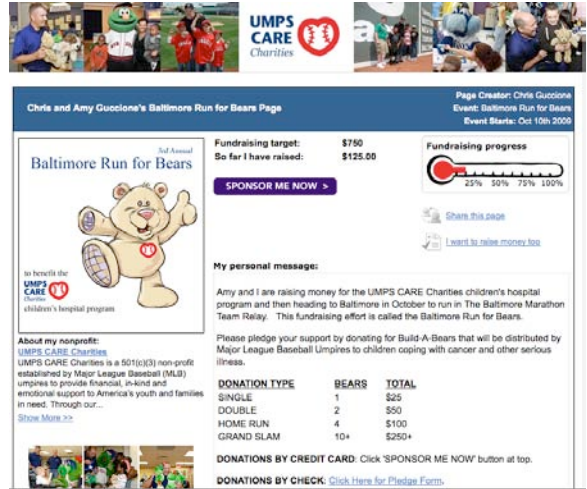 UMPS
CARE
Charities
Chris and Amy Guccione's Baltimore Run for Bears Page
Page Creator: Chris Guccione
Event: Baltimore Run for Bears
Event Starts: Oct 10th 2009
3rd Annual
Baltimore Run for Bears
to benefit the
UMPS
CARE
Charities
children's hospital program
Fundraising target: $750
So far I have raised: $125.00
SPONSOR ME NOW >
Fundraising progress
25% 50% 75% 100%
Share this page
I want to raise money too
My personal message:
Amy and I are raising money for the UMPS CARE Charities children's hospital
program and then heading to Baltimore in October to run in The Baltimore Marathon
Team Relay. This fundraising effort is called the Baltimore Run for Bears.
Please pledge your support by donating for Build-A-Bears that will be distributed by
Major League Baseball Umpires to children coping with cancer and other serious
illness.
DONATION TYPE BEARS TOTAL
SINGLE 1 $25
DOUBLE 2 $50
HOME RUN 4 $100
GRAND SLAM 10+ $250+
DONATIONS BY CREDIT CARD: Click 'SPONSOR ME NOW' button at top.
DONATIONS BY CHECK: Click Here for Pledge Form.
About my nonprofit:
UMPS CARE Charities
UMPS CARE Charities is a 501(c)(3) non-profit
established by Major League Baseball (MLB)
umpires to provide financial, in-kind and
emotional support to America's youth and families
in need. Through our...
Show More >>